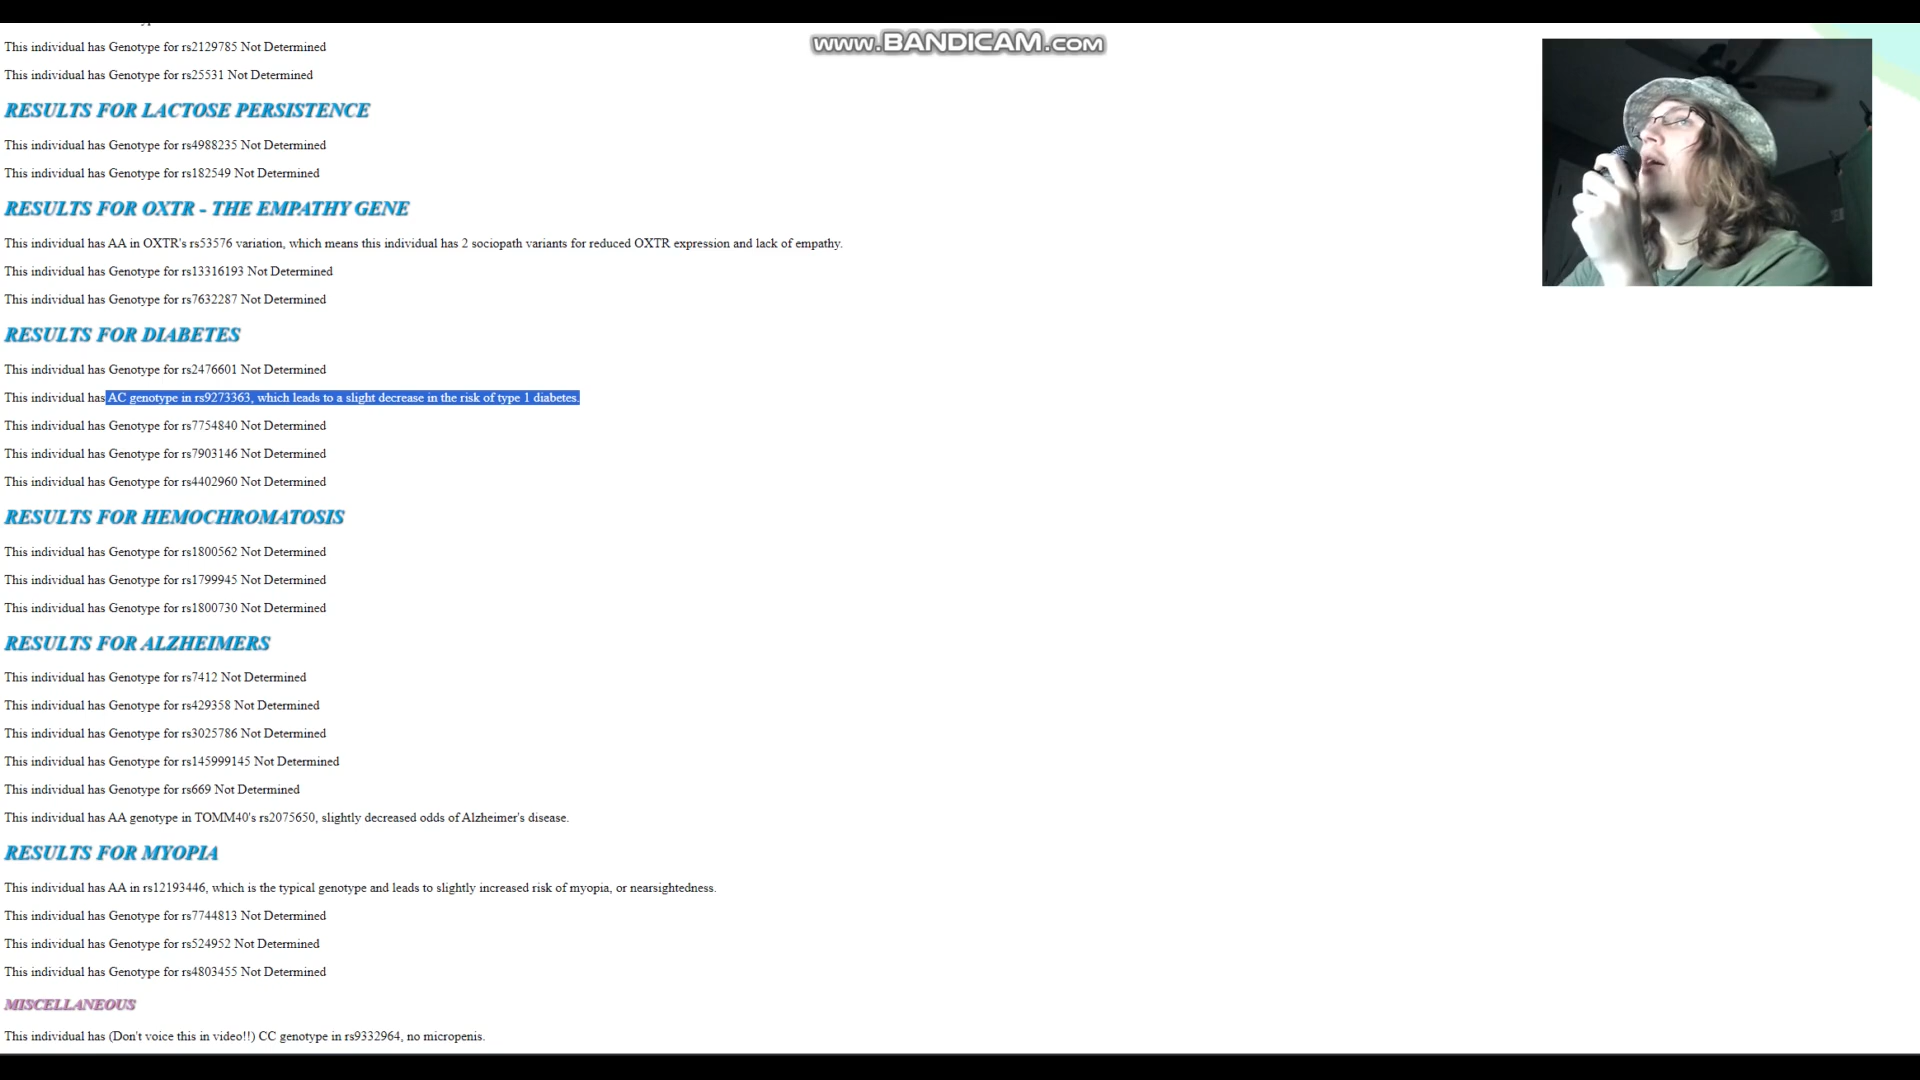 www.BANDICAM.com
This individual has Genotype for rs2129785 Not Determined
This individual has Genotype for rs25531 Not Determined
RESULTS FOR LACTOSE PERSISTENCE
This individual has Genotype for rs4988235 Not Determined
This individual has Genotype for rs182549 Not Determined
RESULTS FOR OXTR - THE EMPATHY GENE
This individual has AA in OXTR's rs53576 variation, which means this individual has 2 sociopath variants for reduced OXTR expression and lack of empathy.
This individual has Genotype for rs13316193 Not Determined
This individual has Genotype for rs7632287 Not Determined
RESULTS FOR DIABETES
This individual has Genotype for rs2476601 Not Determined
This individual has AC genotype in rs9273363, which leads to a slight decrease in the risk of type 1 diabetes.
This individual has Genotype for rs7754840 Not Determined
This individual has Genotype for rs7903146 Not Determined
This individual has Genotype for rs4402960 Not Determined
RESULTS FOR HEMOCHROMATOSIS
This individual has Genotype for rs1800562 Not Determined
This individual has Genotype for rs1799945 Not Determined
This individual has Genotype for rs1800730 Not Determined
RESULTS FOR ALZHEIMERS
This individual has Genotype for rs7412 Not Determined
This individual has Genotype for rs429358 Not Determined
This individual has Genotype for rs3025786 Not Determined
This individual has Genotype for rs145999145 Not Determined
This individual has Genotype for rs669 Not Determined
This individual has AA genotype in TOMM40's rs2075650, slightly decreased odds of Alzheimer's disease.
RESULTS FOR MYOPIA
This individual has AA in rs12193446, which is the typical genotype and leads to slightly increased risk of myopia, or nearsightedness.
This individual has Genotype for rs7744813 Not Determined
This individual has Genotype for rs524952 Not Determined
This individual has Genotype for rs4803455 Not Determined
MISCELLANEOUS
This individual has (Don't voice this in video!!) CC genotype in rs9332964, no micropenis.